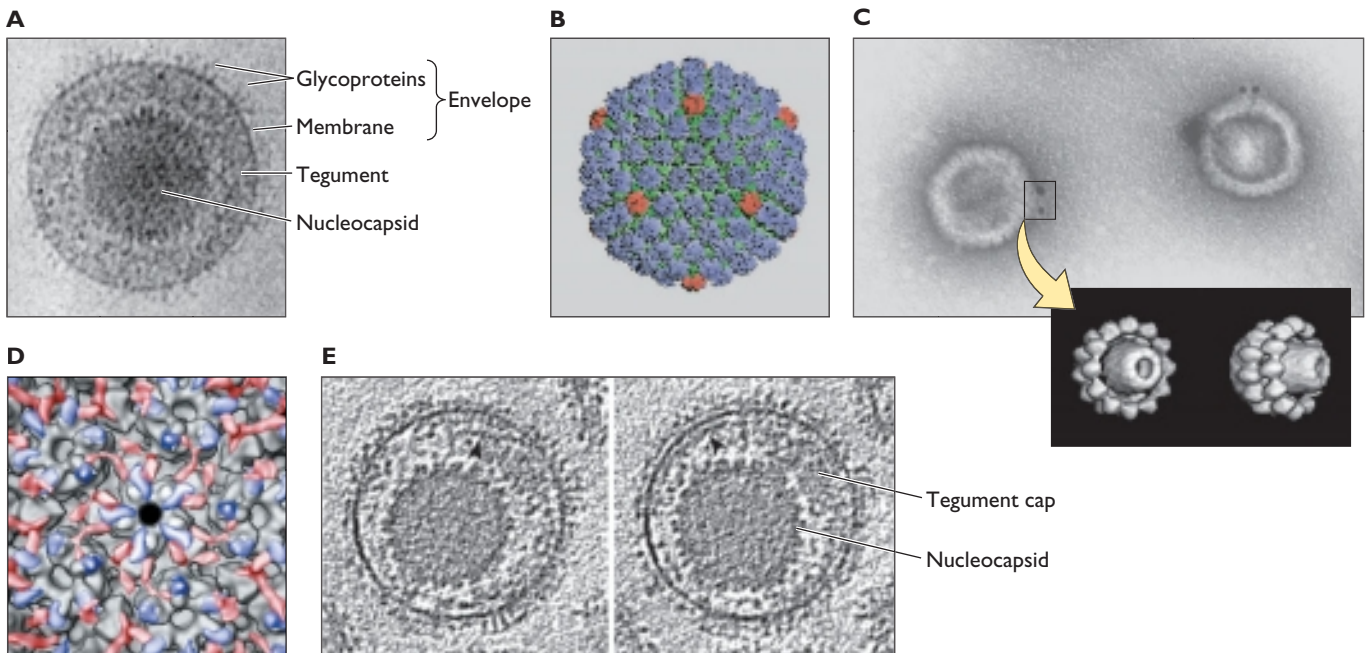 A
Glycoproteins
Envelope
Membrane
Tegument
Nucleocapsid
B
C
D
E
Tegument cap
Nucleocapsid